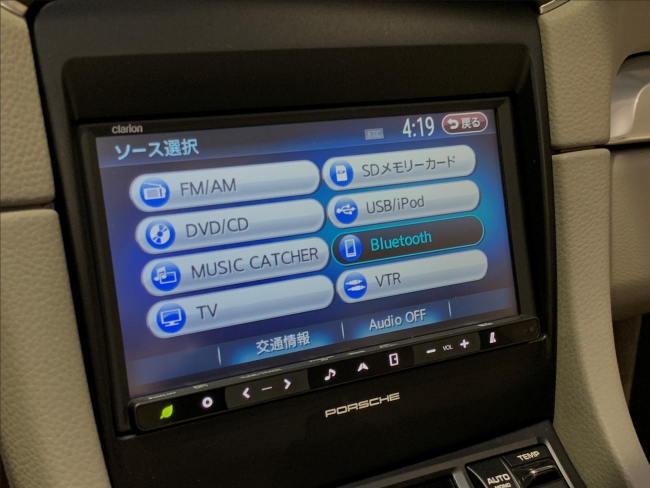 clarion
ソース選択
4:19
戻る
FM/AM
SDメモリーカード
DVD/CD
USB/iPod
MUSIC CATCHER
Bluetooth
TV
VTR
交通情報
Audio OFF
VOL
PORSCHE
TEMP
AUTO
MONO